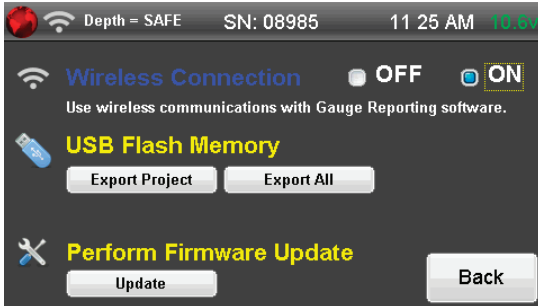 Depth = SAFE SN: 08985 11 25 AM 10.6v
Wireless Connection OFF ON
Use wireless communications with Gauge Reporting software.
USB Flash Memory
Export Project Export All
Perform Firmware Update
Update Back